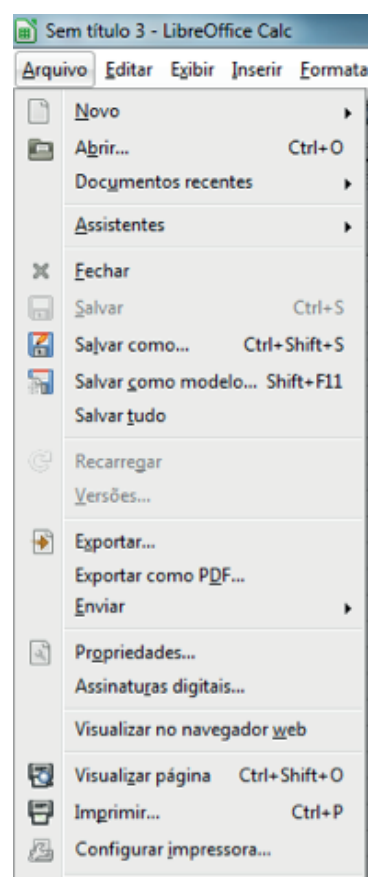 Sem título 3 - LibreOffice Calc
Arquivo Editar Exibir Inserir Formata
Novo
Abrir... Ctrl+O
Documentos recentes
Assistentes
Fechar
Salvar Ctrl+S
Salvar como... Ctrl+Shift+S
Salvar como modelo... Shift+F11
Salvar tudo
Recarregar
Versões...
Exportar...
Exportar como PDF...
Enviar
Propriedades...
Assinaturas digitais...
Visualizar no navegador web
Visualizar página Ctrl+Shift+O
Imprimir... Ctrl+P
Configurar impressora...